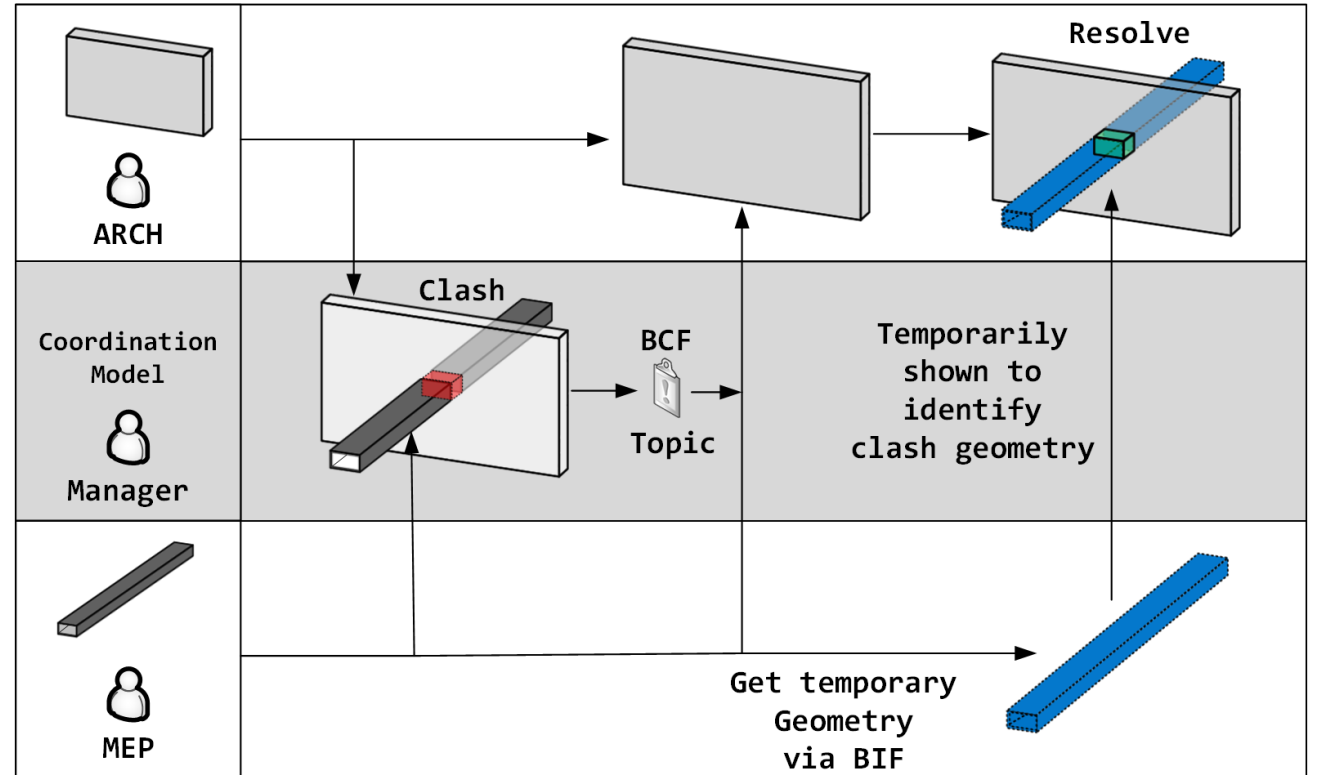 Resolve
ARCH
Clash
Coordination
Model
Manager
BCF
Topic
Temporarily
shown to
identify
clash geometry
MEP
Get temporary
Geometry
via BIF